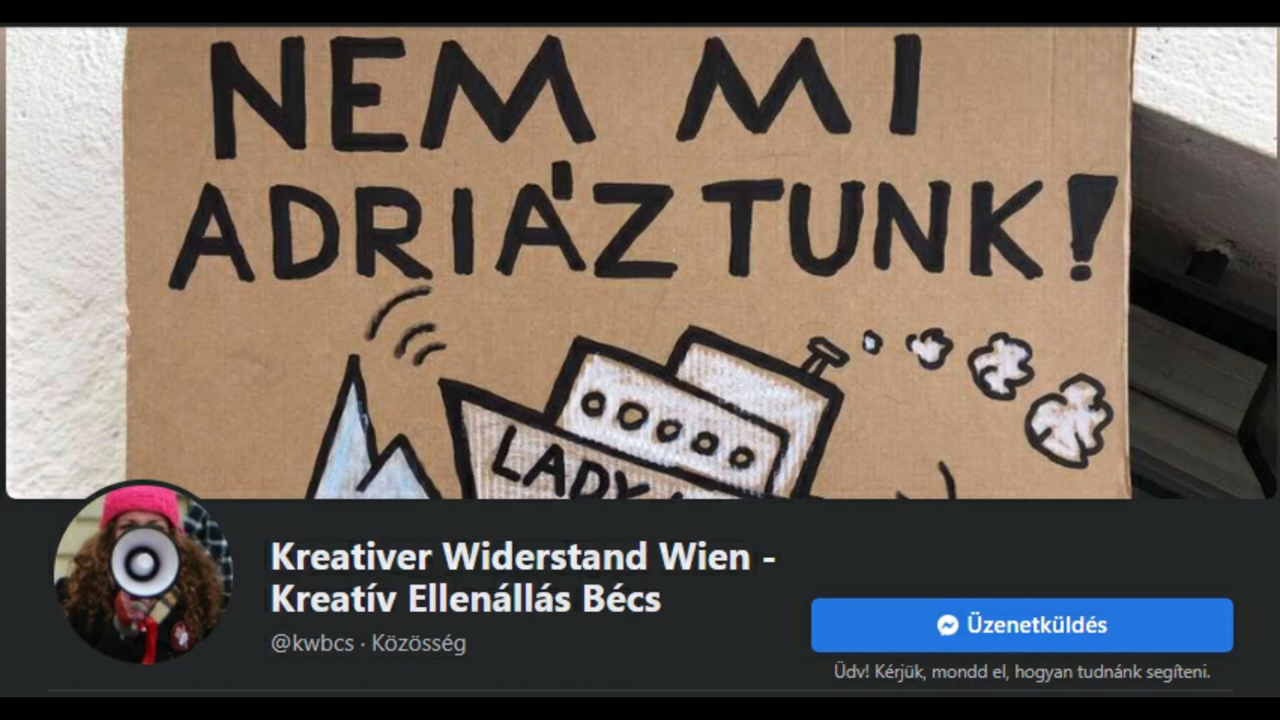 NEM MI
ADRIÁZTUNK!
LADY
Kreativer Widerstand Wien -
Kreatív Ellenállás Bécs
@kwbcs · Közösség
Üzenetküldés
Üdv! Kérjük, mondd el, hogyan tudnánk segíteni.